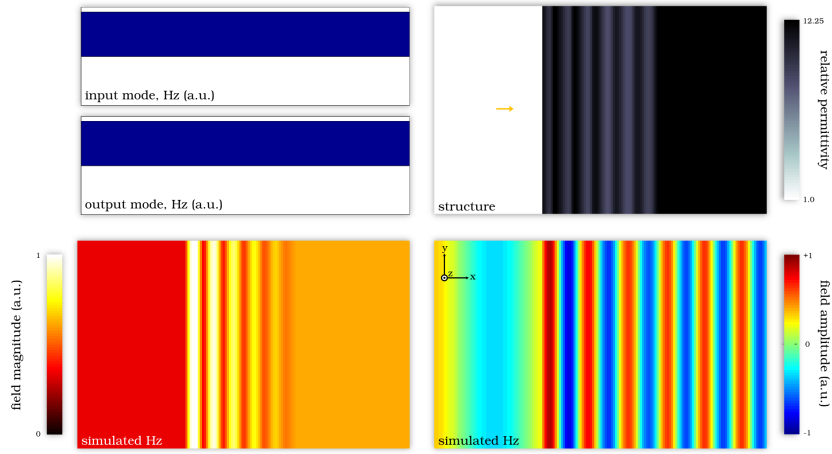 input mode, Hz (a.u.)
output mode, Hz (a.u.)
structure
12.25
relative permittivity
1.0
field magnitude (a.u.)
1
0
simulated Hz
y
z
x
simulated Hz
+1
0
-1
field amplitude (a.u.)